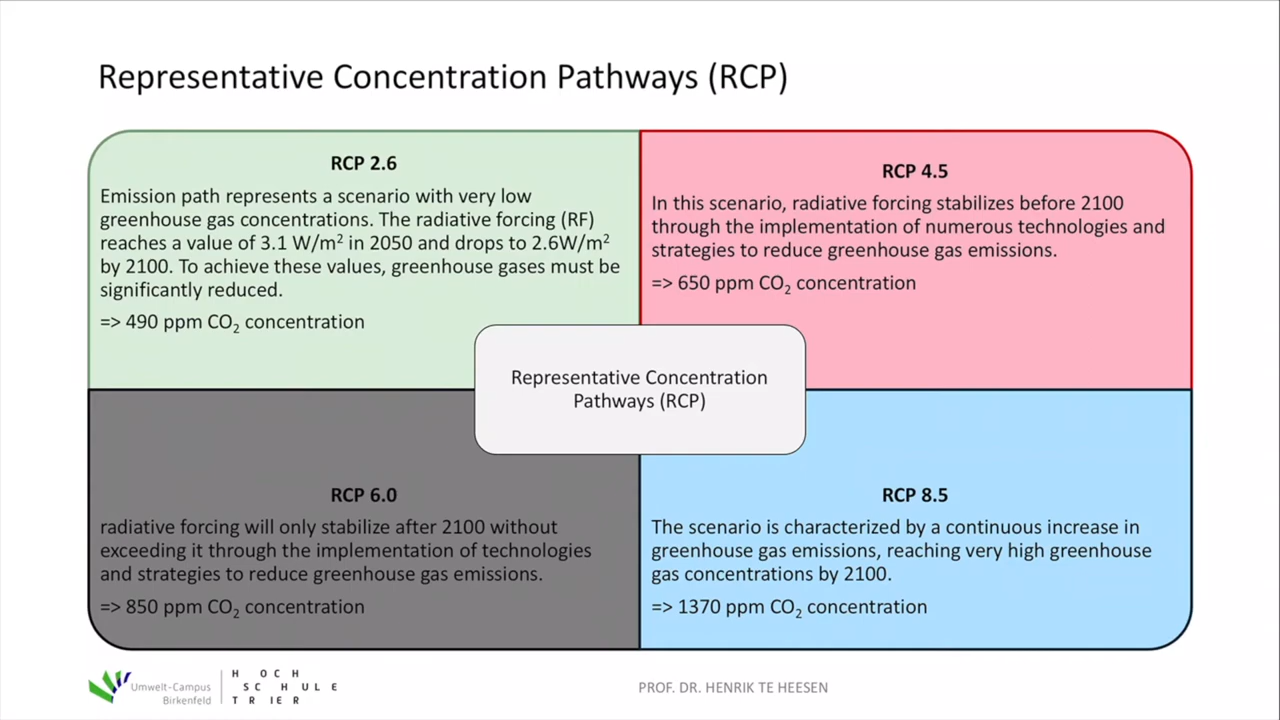 Representative Concentration Pathways (RCP)
RCP 2.6
Emission path represents a scenario with very low
greenhouse gas concentrations. The radiative forcing (RF)
reaches a value of 3.1 W/m² in 2050 and drops to 2.6W/m²
by 2100. To achieve these values, greenhouse gases must be
significantly reduced.
=> 490 ppm CO₂ concentration
RCP 4.5
In this scenario, radiative forcing stabilizes before 2100
through the implementation of numerous technologies and
strategies to reduce greenhouse gas emissions.
=> 650 ppm CO₂ concentration
Representative Concentration
Pathways (RCP)
RCP 6.0
radiative forcing will only stabilize after 2100 without
exceeding it through the implementation of technologies
and strategies to reduce greenhouse gas emissions.
=> 850 ppm CO₂ concentration
RCP 8.5
The scenario is characterized by a continuous increase in
greenhouse gas emissions, reaching very high greenhouse
gas concentrations by 2100.
=> 1370 ppm CO₂ concentration
Umwelt-Campus
Birkenfeld
HOCH
SCHULE
TRIER
PROF. DR. HENRIK TE HEESEN